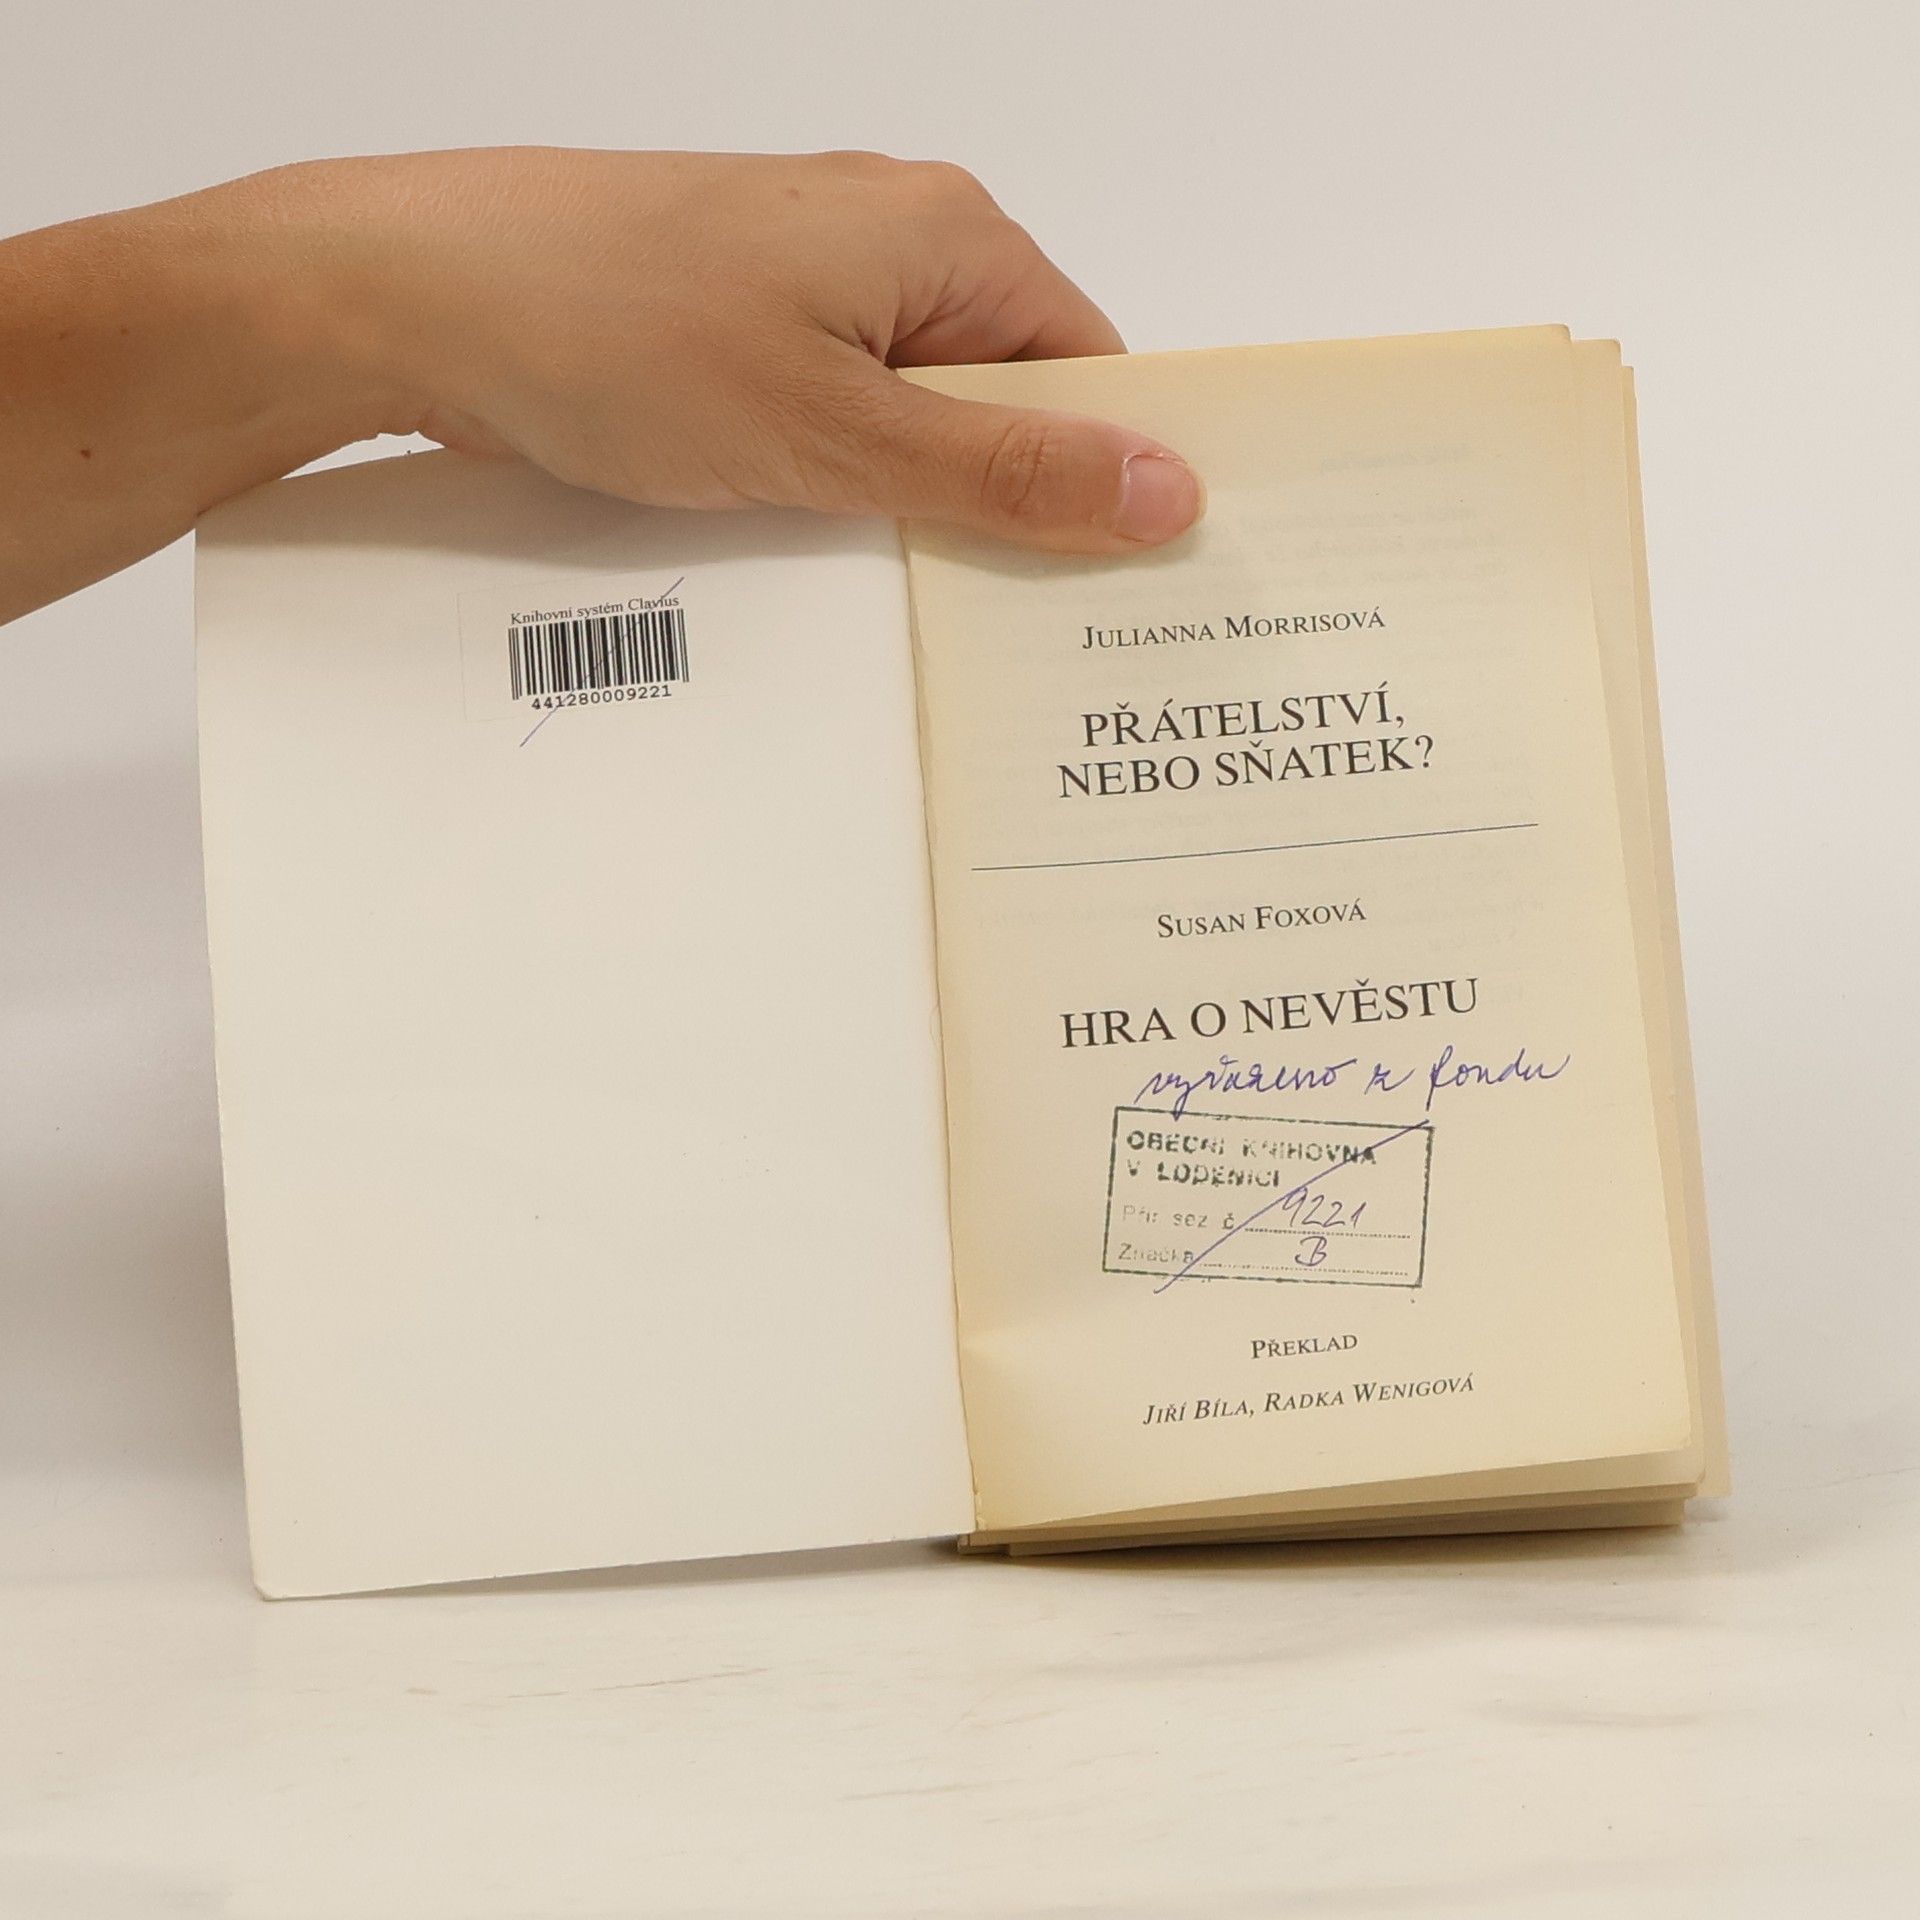 Knihovní systém Clavius
441280009221
JULIANNA MORRISOVÁ
PŘÁTELSTVÍ,
NEBO SŇATEK?
SUSAN FOXOVÁ
HRA O NEVĚSTU
vyřazeno z fondu
OBECNÍ KNIHOVNA
V LODĚNICI
Přír. sez. č. 9221
Značka B
PŘEKLAD
JIŘÍ BÍLA, RADKA WENIGOVÁ